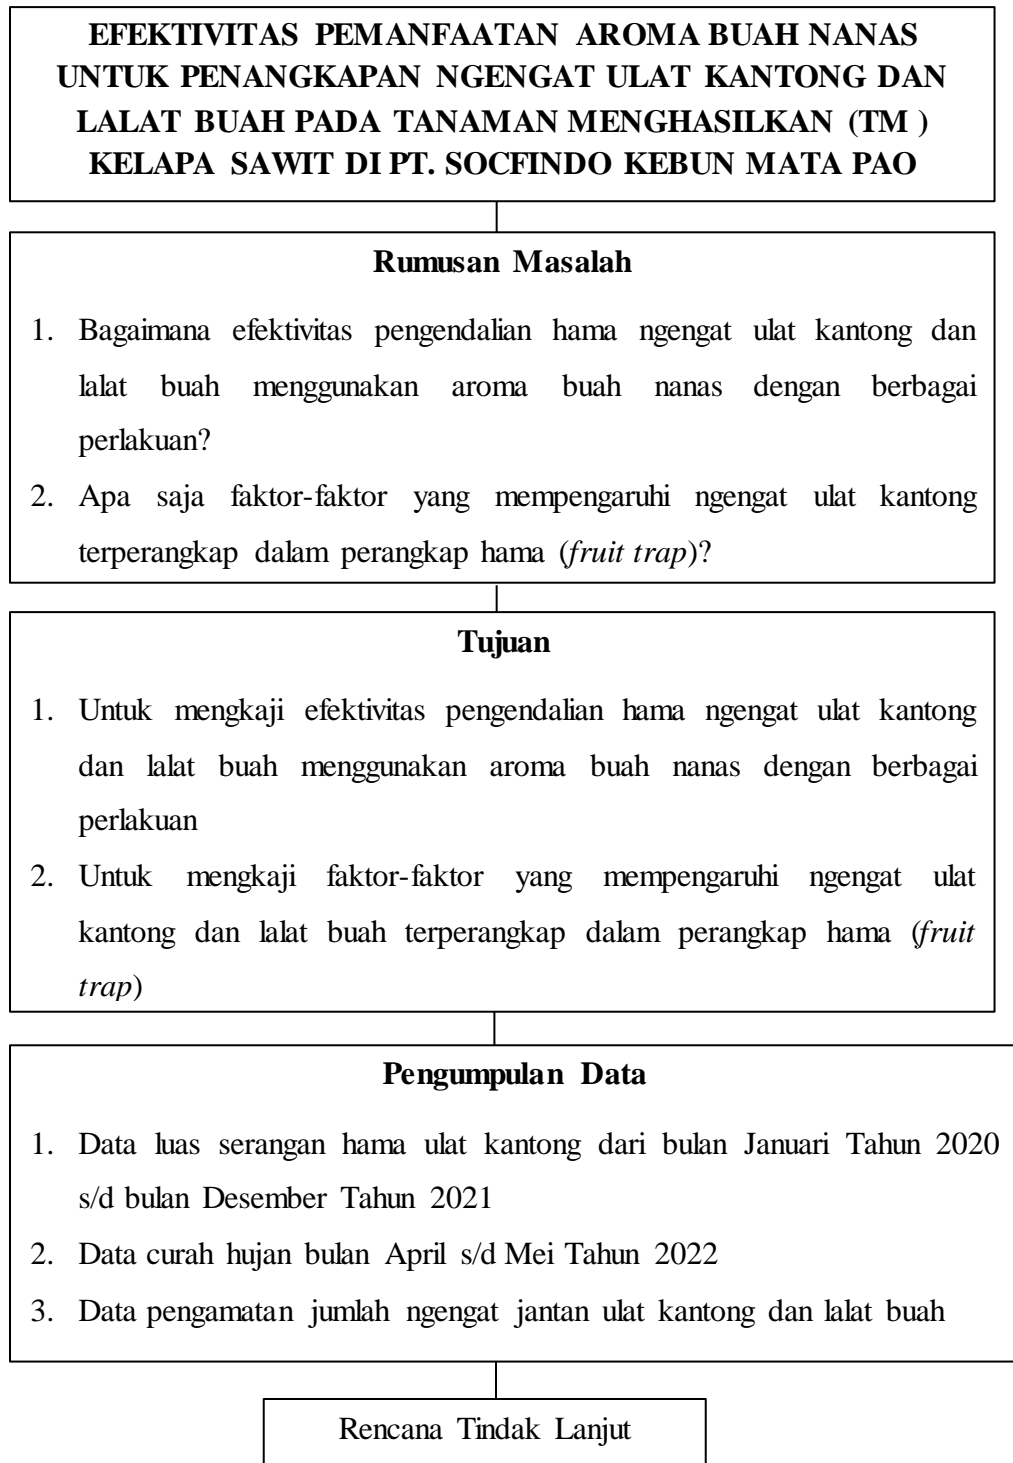 EFEKTIVITAS PEMANFAATAN AROMA BUAH NANAS
UNTUK PENANGKAPAN NGENGAT ULAT KANTONG DAN
LALAT BUAH PADA TANAMAN MENGHASILKAN (TM )
KELAPA SAWIT DI PT. SOCFINDO KEBUN MATA PAO
Rumusan Masalah
1. Bagaimana efektivitas pengendalian hama ngengat ulat kantong dan
lalat buah menggunakan aroma buah nanas dengan berbagai
perlakuan?
2. Apa saja faktor-faktor yang mempengaruhi ngengat ulat kantong
terperangkap dalam perangkap hama (fruit trap)?
Tujuan
1. Untuk mengkaji efektivitas pengendalian hama ngengat ulat kantong
dan lalat buah menggunakan aroma buah nanas dengan berbagai
perlakuan
2. Untuk mengkaji faktor-faktor yang mempengaruhi ngengat ulat
kantong dan lalat buah terperangkap dalam perangkap hama (fruit
trap)
Pengumpulan Data
1. Data luas serangan hama ulat kantong dari bulan Januari Tahun 2020
s/d bulan Desember Tahun 2021
2. Data curah hujan bulan April s/d Mei Tahun 2022
3. Data pengamatan jumlah ngengat jantan ulat kantong dan lalat buah
Rencana Tindak Lanjut